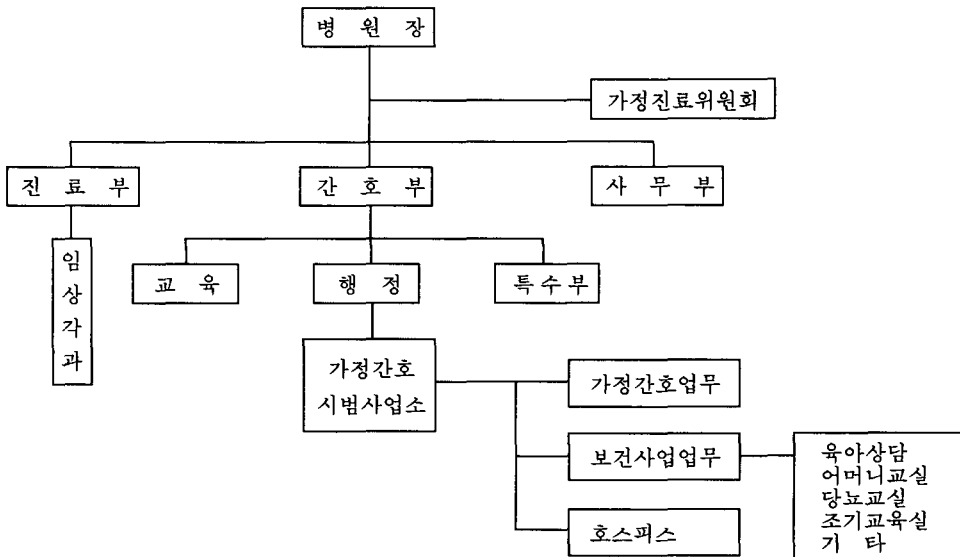 병 원 장
가정진료위원회
진 료 부
간 호 부
사 무 부
임
상
각
과
교 육
행 정
특수부
가정간호
시범사업소
가정간호업무
보건사업업무
호스피스
육아상담
어머니교실
당뇨교실
조기교육실
기 타